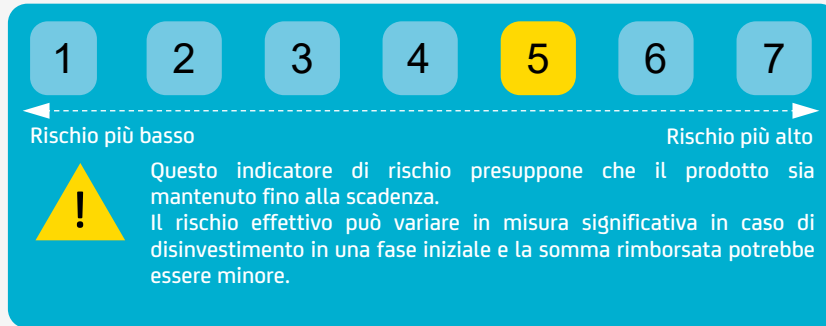 1 2 3 4 5 6 7
Rischio più basso Rischio più alto
Questo indicatore di rischio presuppone che il prodotto sia
mantenuto fino alla scadenza.
Il rischio effettivo può variare in misura significativa in caso di
disinvestimento in una fase iniziale e la somma rimborsata potrebbe
essere minore.
!